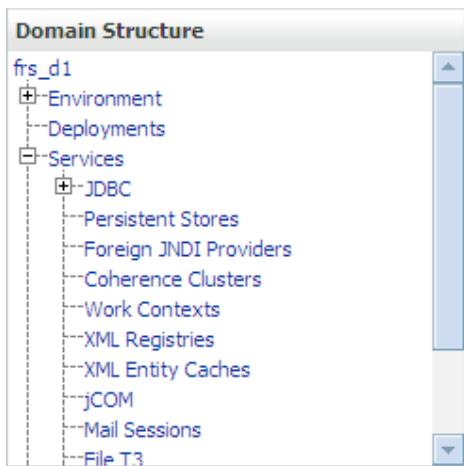 Domain Structure
frs_d1
Environment
Deployments
Services
JDBC
Persistent Stores
Foreign JNDI Providers
Coherence Clusters
Work Contexts
XML Registries
XML Entity Caches
jCOM
Mail Sessions
File T3